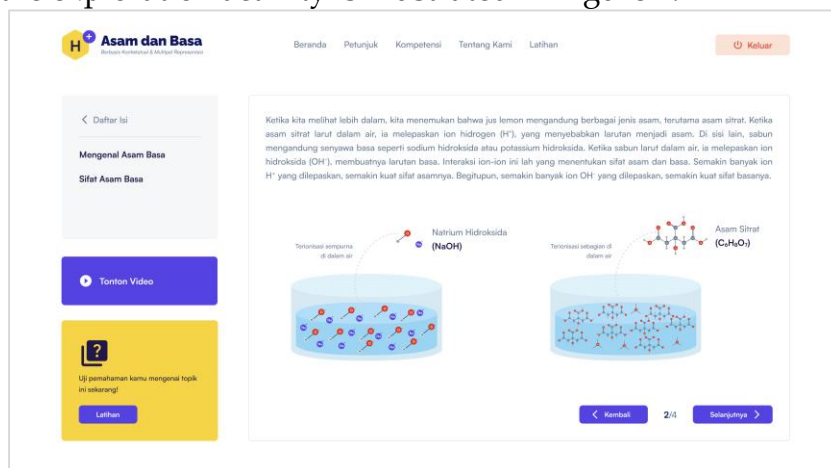 Asam dan Basa
Berbasis Kontekstual & Multipel Representasi
Beranda Petunjuk Kompetensi Tentang Kami Latihan
Keluar
Daftar Isi
Mengenal Asam Basa
Sifat Asam Basa
Tonton Video
Uji pemahaman kamu mengenai topik
ini sekarang!
Latihan
Ketika kita melihat lebih dalam, kita menemukan bahwa jus lemon mengandung berbagai jenis asam, terutama asam sitrat. Ketika
asam sitrat larut dalam air, ia melepaskan ion hidrogen (H⁺), yang menyebabkan larutan menjadi asam. Di sisi lain, sabun
mengandung senyawa basa seperti sodium hidroksida atau potassium hidroksida. Ketika sabun larut dalam air, ia melepaskan ion
hidroksida (OH⁻), membuatnya larutan basa. Interaksi ion-ion ini lah yang menentukan sifat asam dan basa. Semakin banyak ion
H⁺ yang dilepaskan, semakin kuat sifat asamnya. Begitupun, semakin banyak ion OH⁻ yang dilepaskan, semakin kuat sifat basanya.
Terionisasi sempurna
di dalam air
Natrium Hidroksida
(NaOH)
Terionisasi sebagian di
dalam air
Asam Sitrat
(C₆H₈O₇)
Kembali
2/4
Selanjutnya